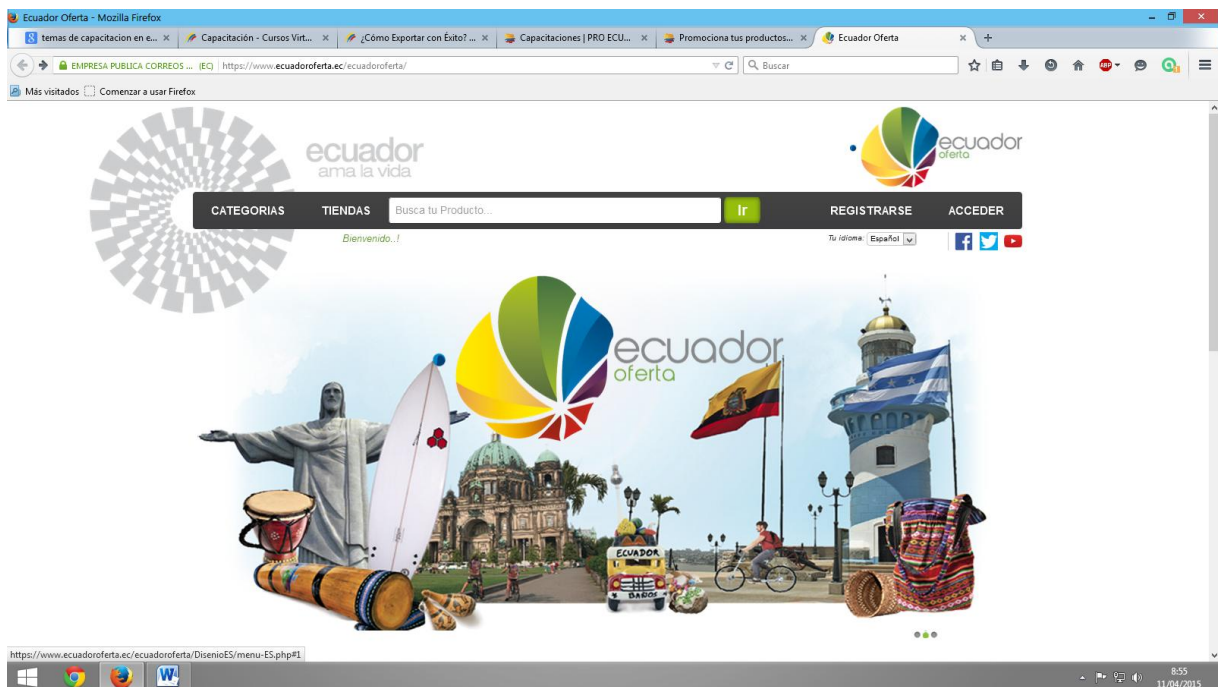 Ecuador Oferta - Mozilla Firefox
temas de capacitacion en e...
Capacitación - Cursos Virt...
¿Cómo Exportar con Éxito? ...
Capacitaciones | PRO ECU...
Promociona tus productos...
Ecuador Oferta
EMPRESA PUBLICA CORREOS ... (EC)
https://www.ecuadoroferta.ec/ecuadoroferta/
Buscar
ABP
Más visitados
Comenzar a usar Firefox
ecuador
ama la vida
ecuador
oferta
CATEGORIAS
TIENDAS
Busca tu Producto...
Ir
REGISTRARSE
ACCEDER
Bienvenido..!
Tu idioma:
Español
ecuador
oferta
ECUADOR
BAÑOS
https://www.ecuadoroferta.ec/ecuadoroferta/DisenioES/menu-ES.php#1
8:55
11/04/2015